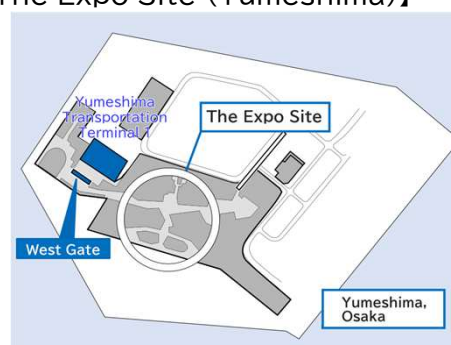 The Expo Site (Yumeshima)】
Yumeshima
Transportation
Terminal 1
The Expo Site
West Gate
Yumeshima,
Osaka